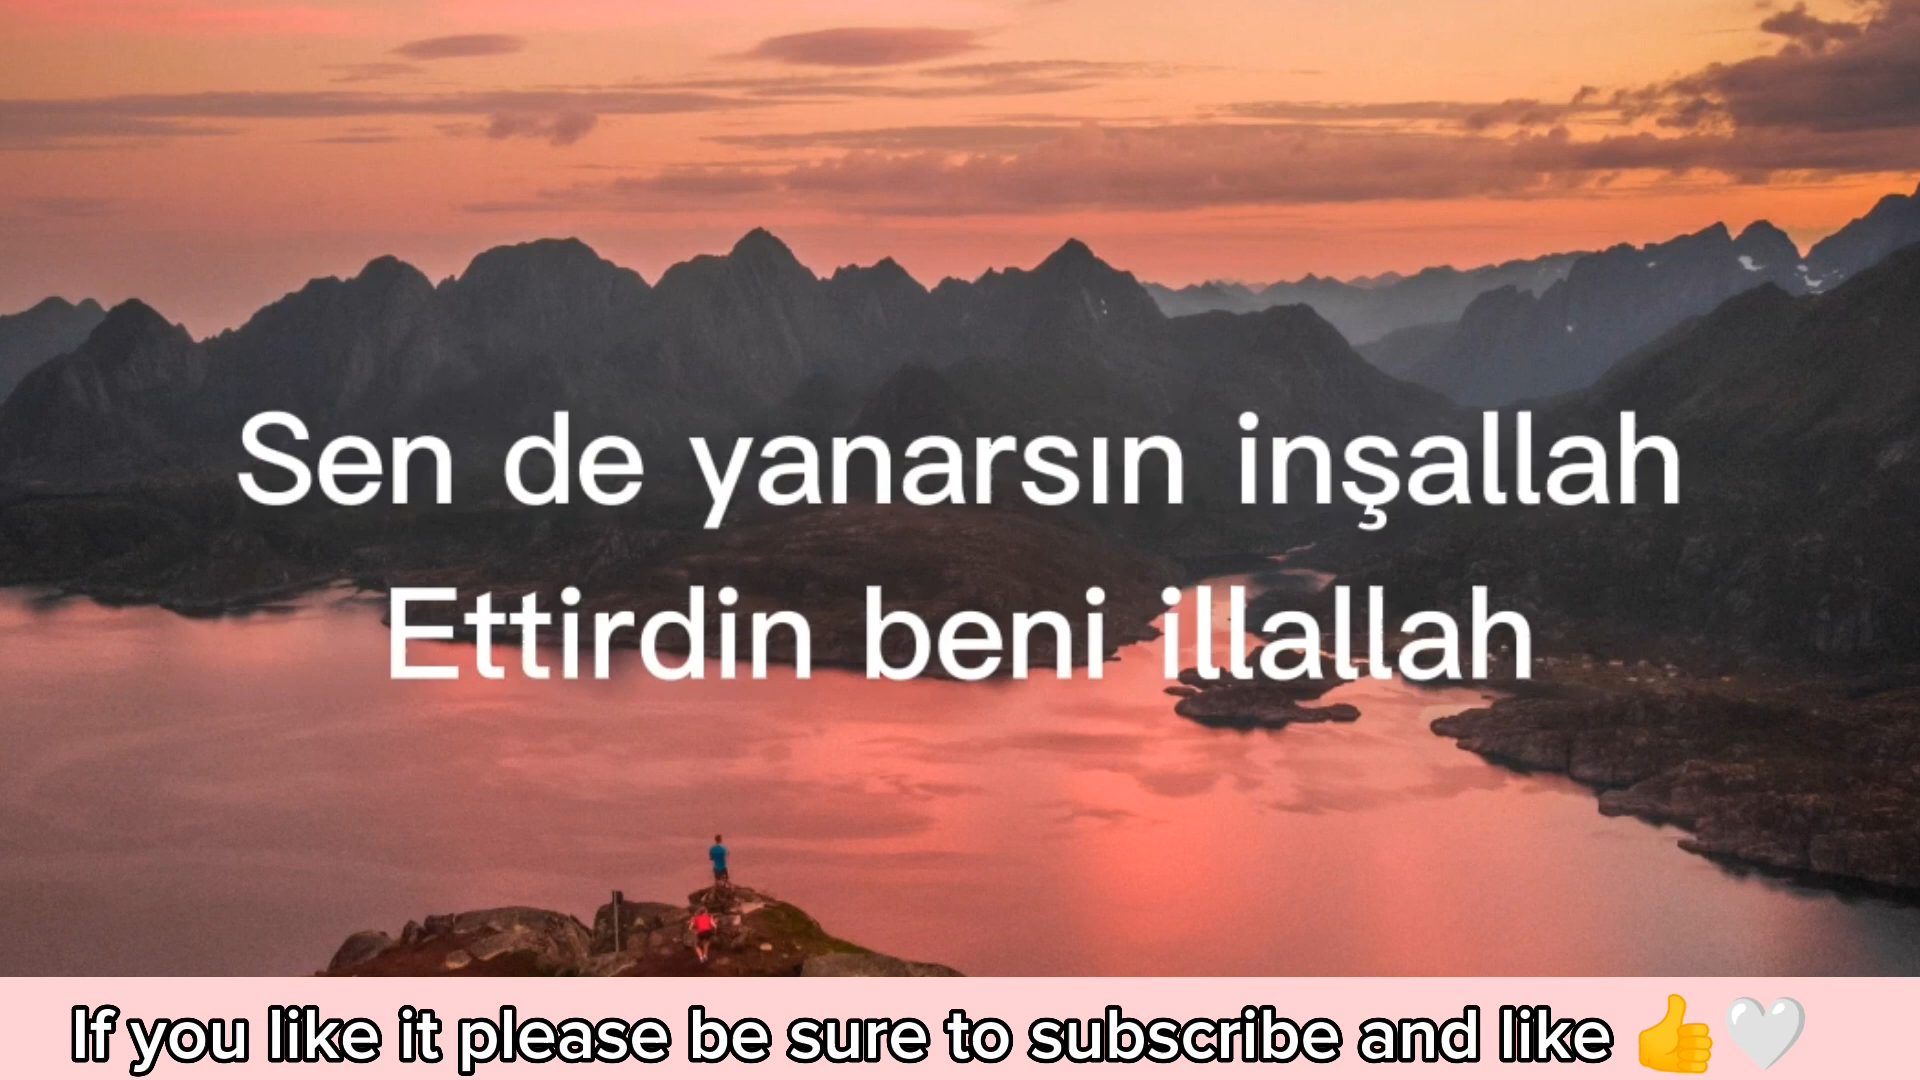 Sen de yanarsın inşallah
Ettirdin beni illallah
If you like it please be sure to subscribe and like 👍🤍